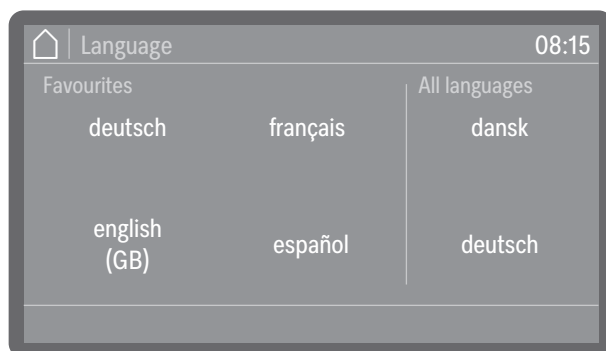 Language 08:15
Favourites All languages
deutsch français dansk
english
(GB) español deutsch